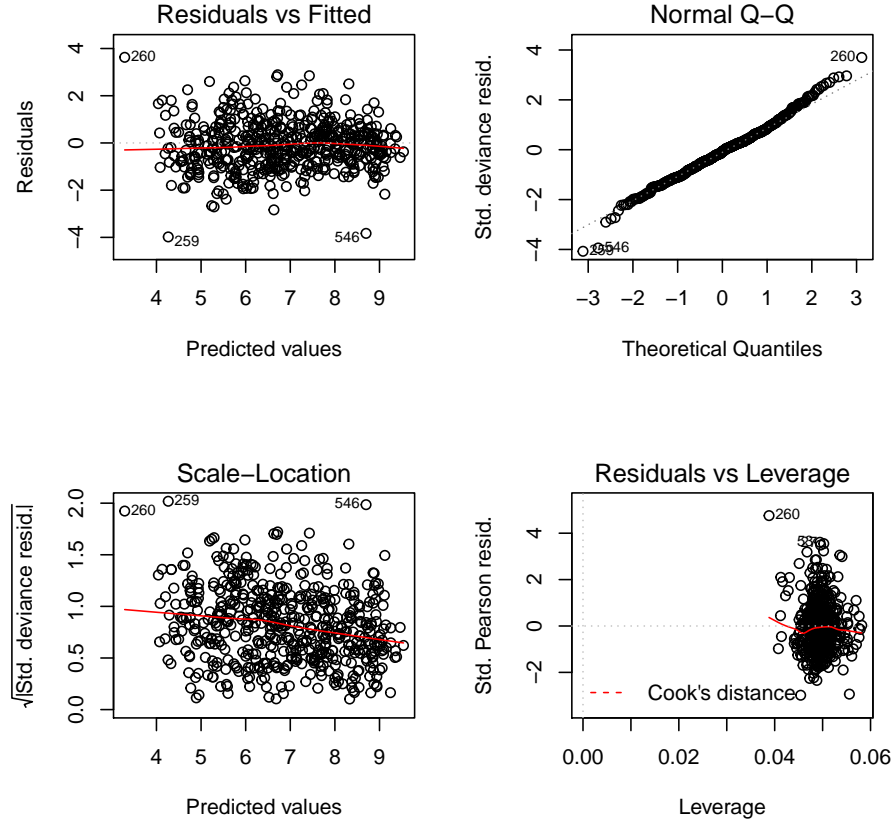 Residuals vs Fitted
Residuals
4
2
0
−2
−4
260
259
546
4 5 6 7 8 9
Predicted values
Normal Q−Q
Std. deviance resid.
4
2
0
−2
−4
260
259
546
−3 −2 −1 0 1 2 3
Theoretical Quantiles
Scale−Location
√|Std. deviance resid.|
2.0
1.5
1.0
0.5
0.0
260
259
546
4 5 6 7 8 9
Predicted values
Residuals vs Leverage
Std. Pearson resid.
4
2
0
−2
260
Cook's distance
0.00 0.02 0.04 0.06
Leverage